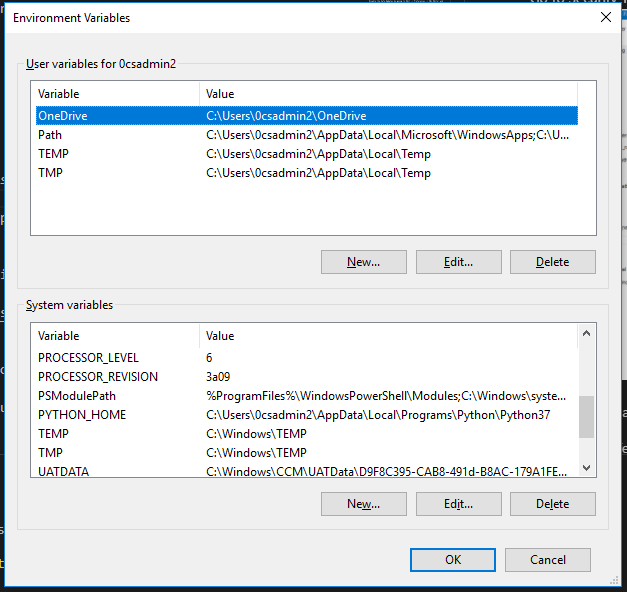 Environment Variables
User variables for 0csadmin2
Variable Value
OneDrive C:\Users\0csadmin2\OneDrive
Path C:\Users\0csadmin2\AppData\Local\Microsoft\WindowsApps;C:\U...
TEMP C:\Users\0csadmin2\AppData\Local\Temp
TMP C:\Users\0csadmin2\AppData\Local\Temp
New... Edit... Delete
System variables
Variable Value
PROCESSOR_LEVEL 6
PROCESSOR_REVISION 3a09
PSModulePath %ProgramFiles%\WindowsPowerShell\Modules;C:\Windows\syste...
PYTHON_HOME C:\Users\0csadmin2\AppData\Local\Programs\Python\Python37
TEMP C:\Windows\TEMP
TMP C:\Windows\TEMP
UATDATA C:\Windows\CCM\UATData\D9F8C395-CAB8-491d-B8AC-179A1FE...
New... Edit... Delete
OK Cancel